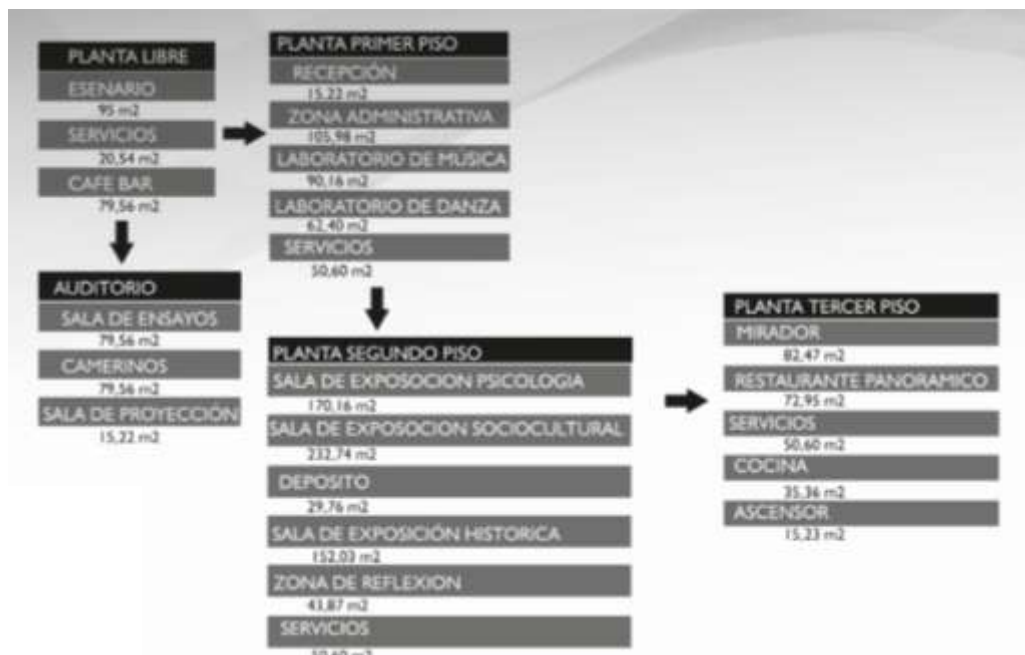 PLANTA LIBRE
ESENARIO
95 m2
SERVICIOS
20,54 m2
CAFE BAR
79,56 m2
AUDITORIO
SALA DE ENSAYOS
79,56 m2
CAMERINOS
79,56 m2
SALA DE PROYECCIÓN
15,22 m2
PLANTA PRIMER PISO
RECEPCIÓN
15,22 m2
ZONA ADMINISTRATIVA
105,98 m2
LABORATORIO DE MÚSICA
90,16 m2
LABORATORIO DE DANZA
62,40 m2
SERVICIOS
50,60 m2
PLANTA SEGUNDO PISO
SALA DE EXPOSOCION PSICOLOGIA
170,16 m2
SALA DE EXPOSOCION SOCIOCULTURAL
232,74 m2
DEPOSITO
29,76 m2
SALA DE EXPOSICIÓN HISTORICA
152,03 m2
ZONA DE REFLEXION
43,87 m2
SERVICIOS
PLANTA TERCER PISO
MIRADOR
82,47 m2
RESTAURANTE PANORAMICO
72,95 m2
SERVICIOS
50,60 m2
COCINA
35,36 m2
ASCENSOR
15,23 m2